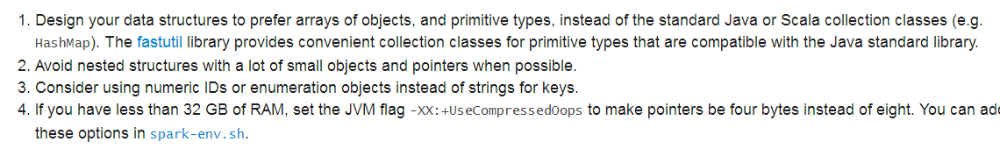 1. Design your data structures to prefer arrays of objects, and primitive types, instead of the standard Java or Scala collection classes (e.g.
HashMap). The fastutil library provides convenient collection classes for primitive types that are compatible with the Java standard library.
2. Avoid nested structures with a lot of small objects and pointers when possible.
3. Consider using numeric IDs or enumeration objects instead of strings for keys.
4. If you have less than 32 GB of RAM, set the JVM flag -XX:+UseCompressedOops to make pointers be four bytes instead of eight. You can
these options in spark-env.sh.